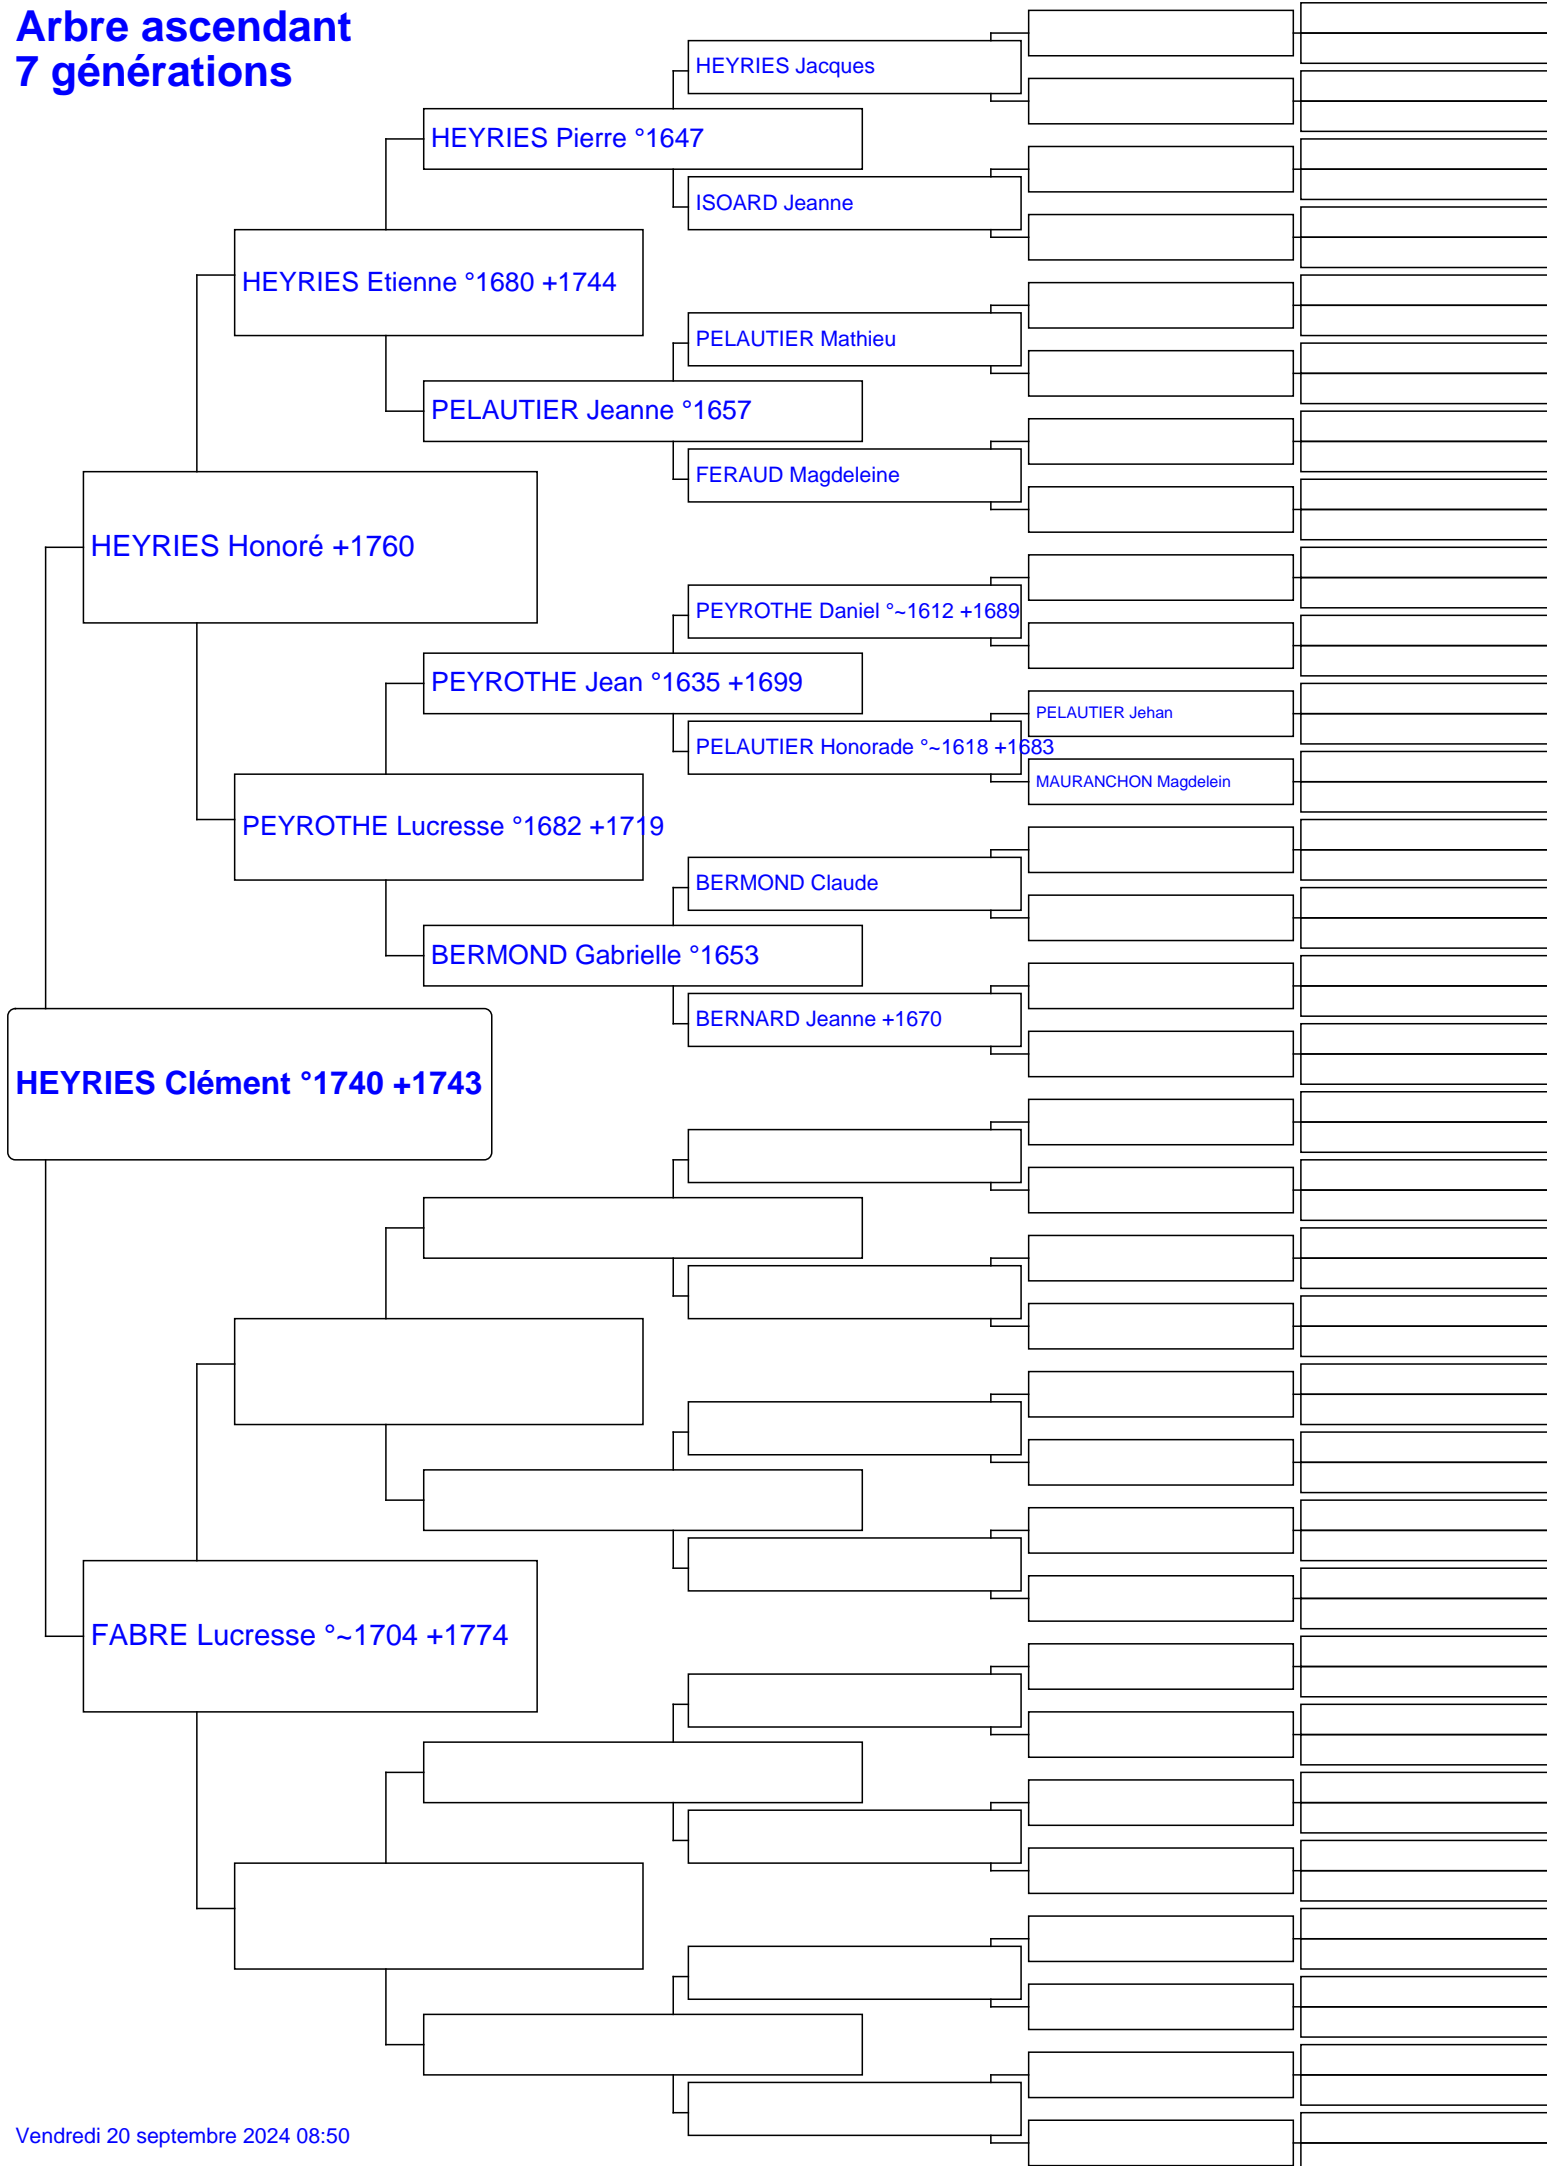 Arbre ascendant
7 générations
HEYRIES Jacques
HEYRIES Pierre °1647
ISOARD Jeanne
HEYRIES Etienne °1680 +1744
PELAUTIER Mathieu
PELAUTIER Jeanne °1657
FERAUD Magdeleine
HEYRIES Honoré +1760
PEYROTHE Daniel °~1612 +1689
PEYROTHE Jean °1635 +1699
PELAUTIER Jehan
PELAUTIER Honorade °~1618 +1683
MAURANCHON Magdelein
PEYROTHE Lucresse °1682 +1719
BERMOND Claude
BERMOND Gabrielle °1653
BERNARD Jeanne +1670
HEYRIES Clément °1740 +1743
FABRE Lucresse °~1704 +1774
Vendredi 20 septembre 2024 08:50